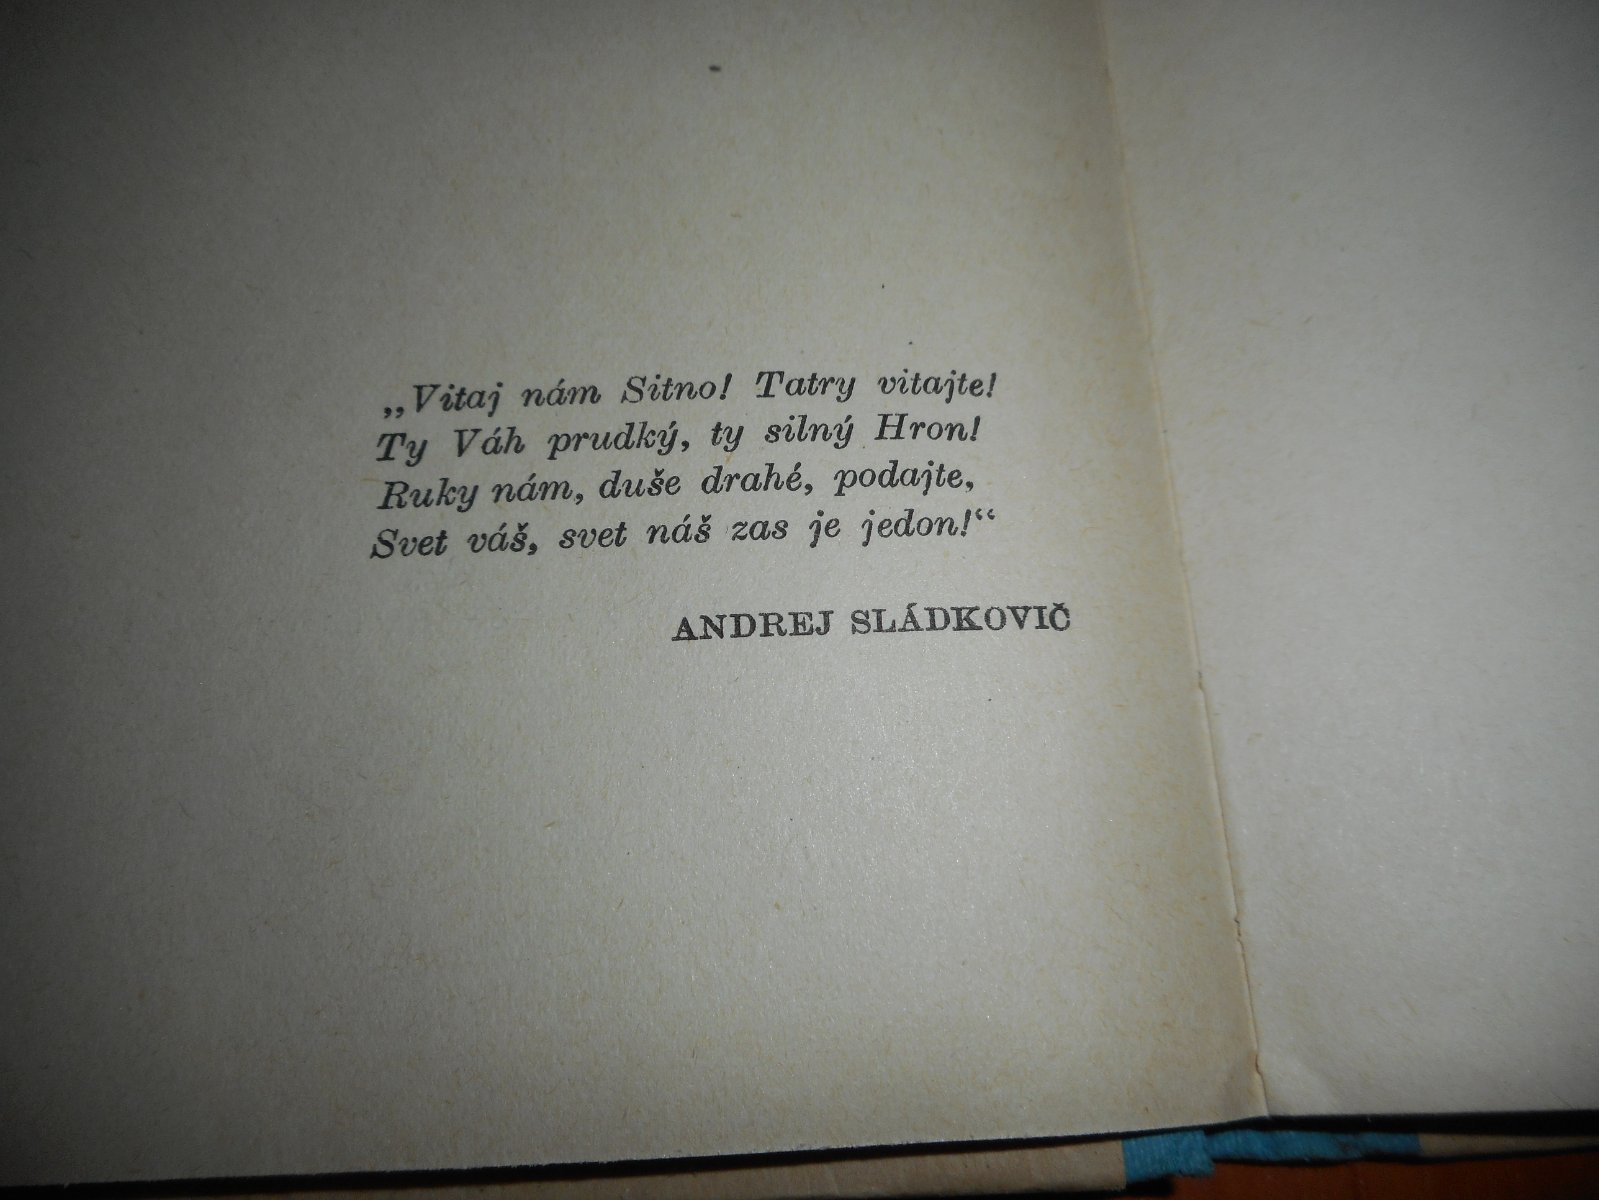 „Vitaj nám Sitno! Tatry vitajte!
Ty Váh prudký, ty silný Hron!
Ruky nám, duše drahé, podajte,
Svet váš, svet náš zas je jedon!“
ANDREJ SLÁDKOVIČ